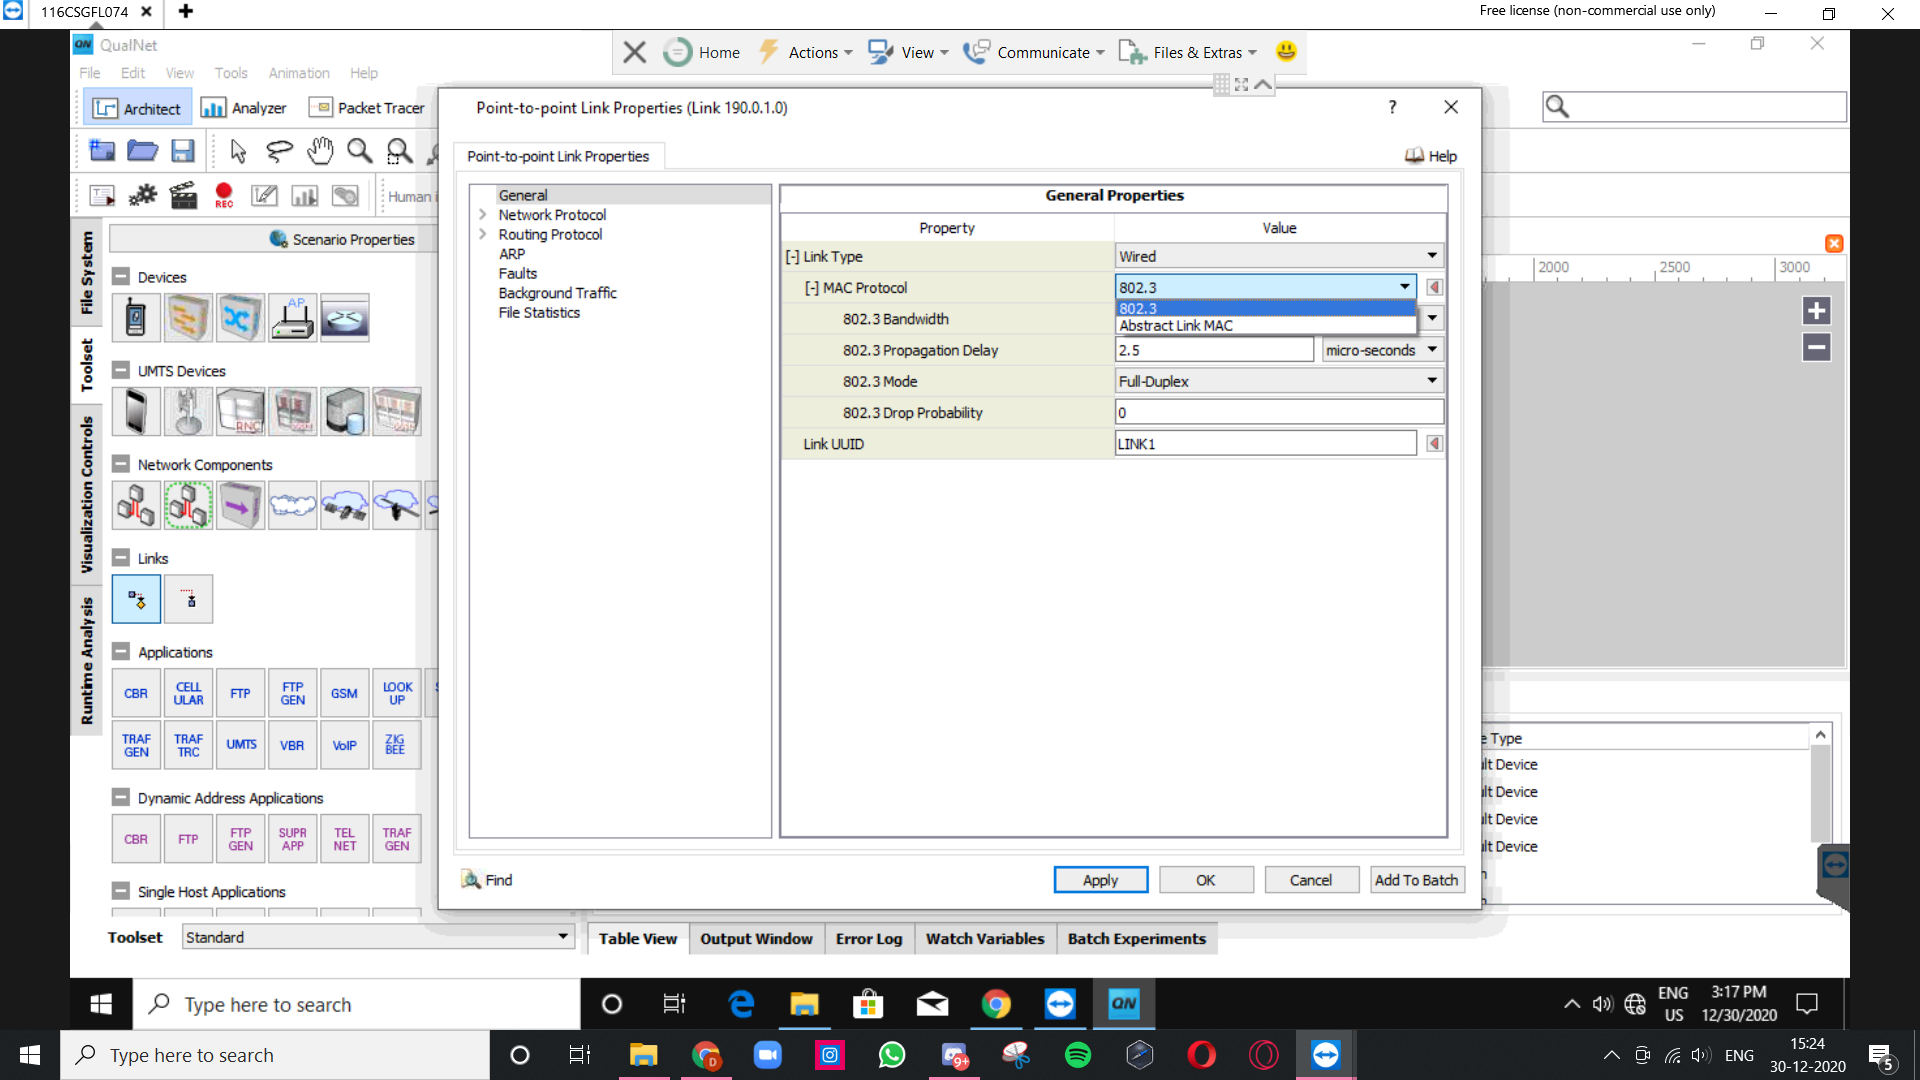 116CSGFL074
Free license (non-commercial use only)
QN QualNet
Home Actions View Communicate Files & Extras
File Edit View Tools Animation Help
Architect Analyzer Packet Tracer
Point-to-point Link Properties (Link 190.0.1.0)
?
Point-to-point Link Properties
Help
REC
Human
File System
Toolset
Visualization Controls
Runtime Analysis
Scenario Properties
Devices
AP
UMTS Devices
RNC
Network Components
Links
Applications
CBR CELL ULAR FTP FTP GEN GSM LOOK UP
TRAF GEN TRAF TRC UMTS VBR VoIP ZIG BEE
Dynamic Address Applications
CBR FTP FTP GEN SUPR APP TEL NET TRAF GEN
Single Host Applications
Toolset Standard
General
Network Protocol
Routing Protocol
ARP
Faults
Background Traffic
File Statistics
General Properties
Property Value
[-] Link Type Wired
[-] MAC Protocol 802.3
802.3
Abstract Link MAC
802.3 Bandwidth
802.3 Propagation Delay 2.5 micro-seconds
802.3 Mode Full-Duplex
802.3 Drop Probability 0
Link UUID LINK1
Find
Apply OK Cancel Add To Batch
2000 2500 3000
e Type
lt Device
lt Device
lt Device
lt Device
n
Table View Output Window Error Log Watch Variables Batch Experiments
Type here to search
QN
ENG US
3:17 PM
12/30/2020
Type here to search
D
9+
ENG
15:24
30-12-2020
5